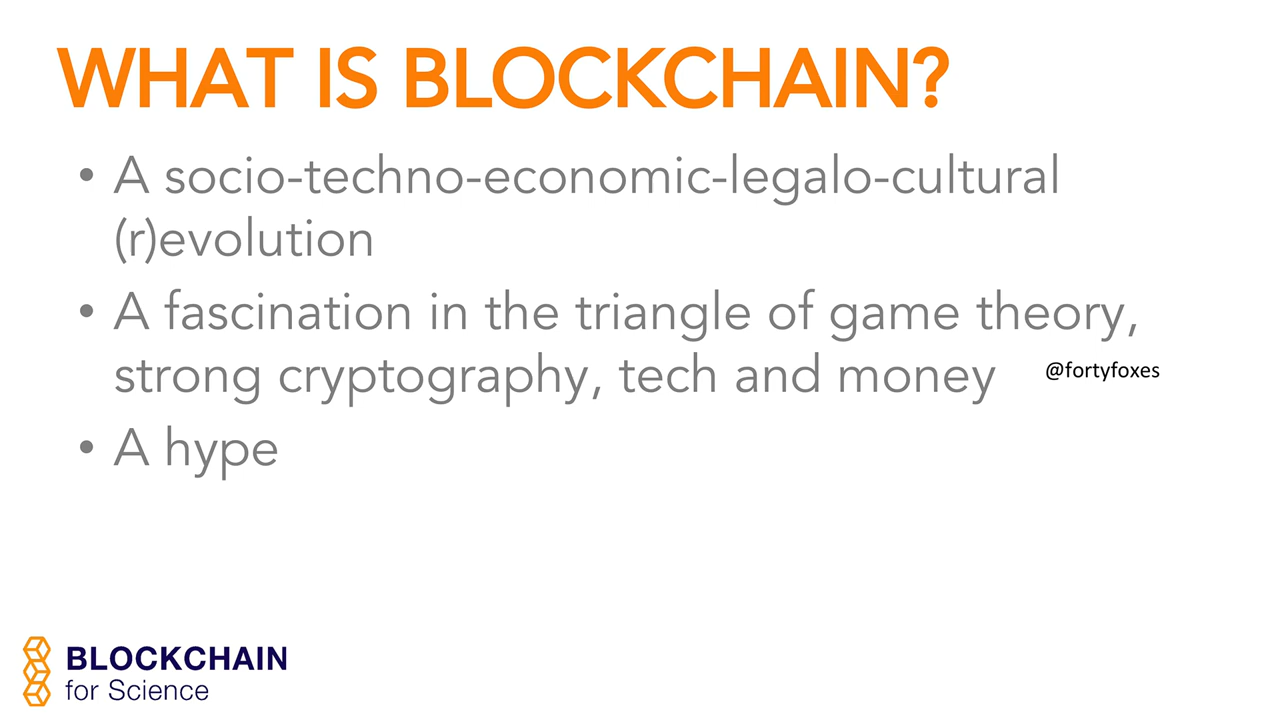 WHAT IS BLOCKCHAIN?
• A socio-techno-economic-legalo-cultural
(r)evolution
• A fascination in the triangle of game theory,
strong cryptography, tech and money
@fortyfoxes
• A hype
BLOCKCHAIN
for Science